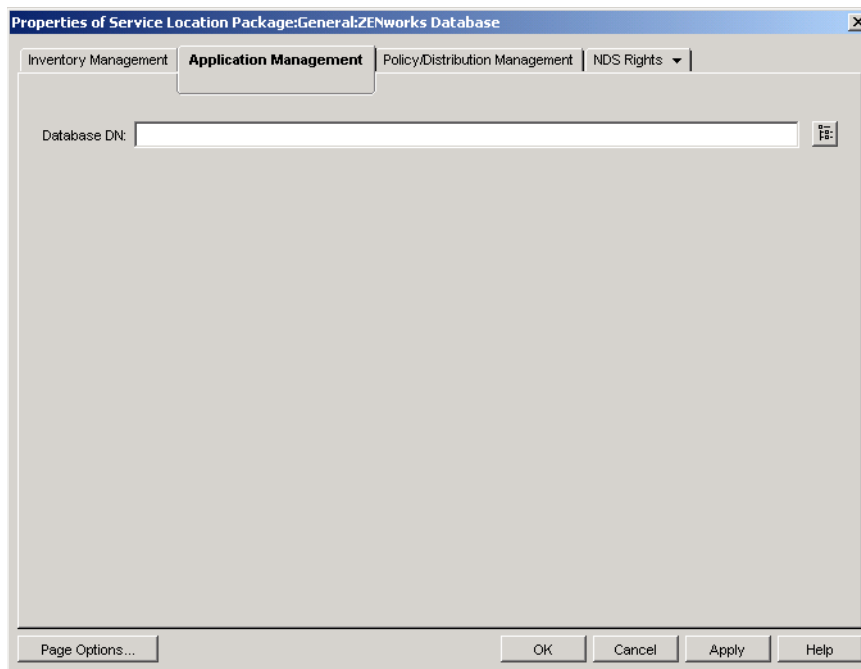 Properties of Service Location Package:General:ZENworks Database
Inventory Management Application Management Policy/Distribution Management NDS Rights
Database DN:
Page Options... OK Cancel Apply Help